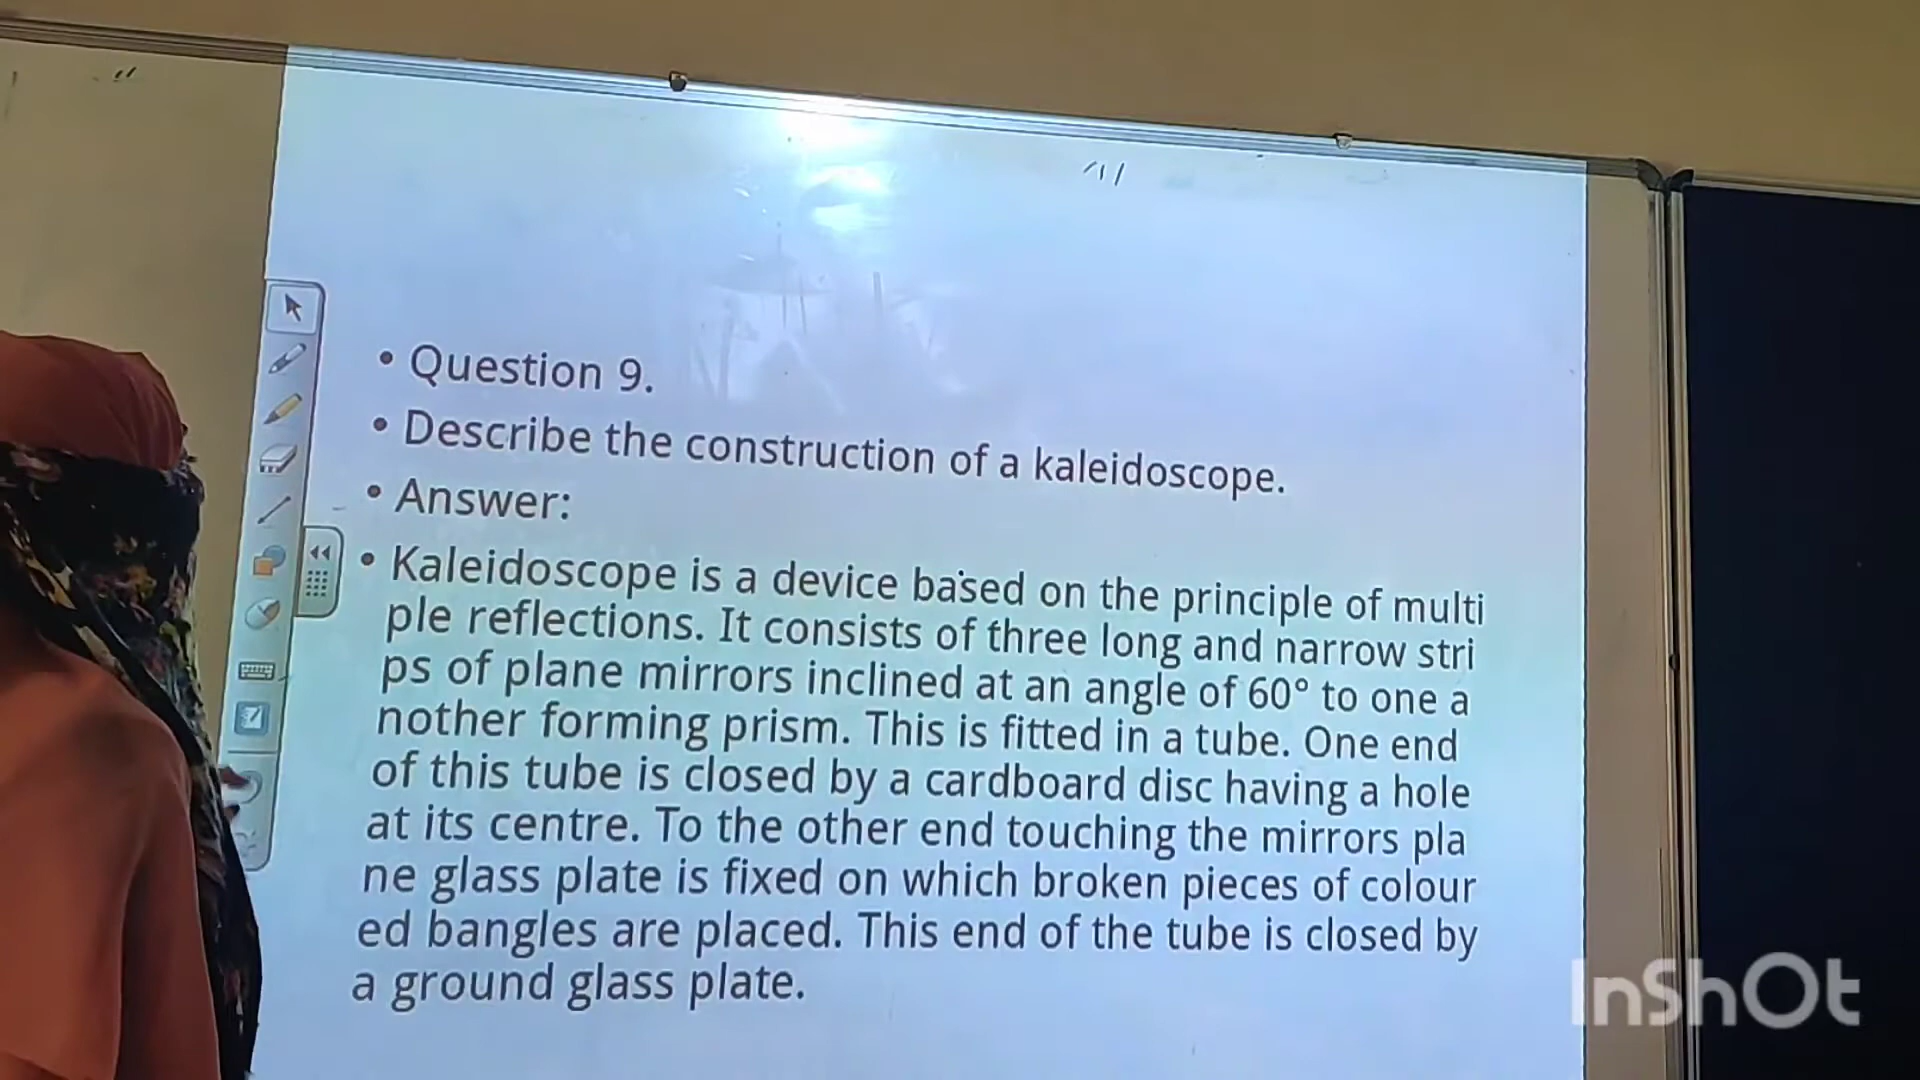 • Question 9.
• Describe the construction of a kaleidoscope.
• Answer:
• Kaleidoscope is a device based on the principle of multi
ple reflections. It consists of three long and narrow stri
ps of plane mirrors inclined at an angle of 60° to one a
nother forming prism. This is fitted in a tube. One end
of this tube is closed by a cardboard disc having a hole
at its centre. To the other end touching the mirrors pla
ne glass plate is fixed on which broken pieces of colour
ed bangles are placed. This end of the tube is closed by
a ground glass plate.
InShOt